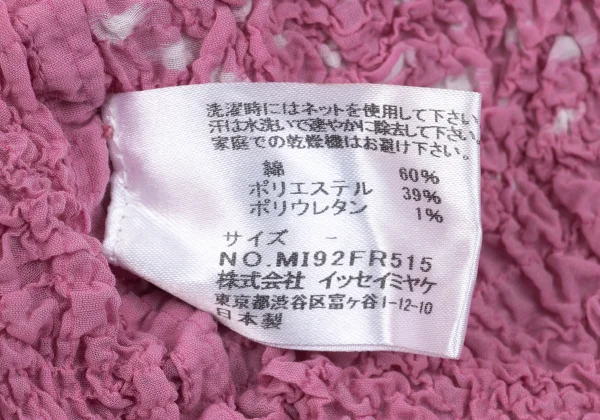 洗濯時にはネットを使用して下さい。
汗は水洗いで速やかに除去して下さい。
家庭での乾燥機はお避け下さい。
綿 60%
ポリエステル 39%
ポリウレタン 1%
サイズ -
NO.MI92FR515
株式会社 イッセイミヤケ
東京都渋谷区富ヶ谷1-12-10
日本製